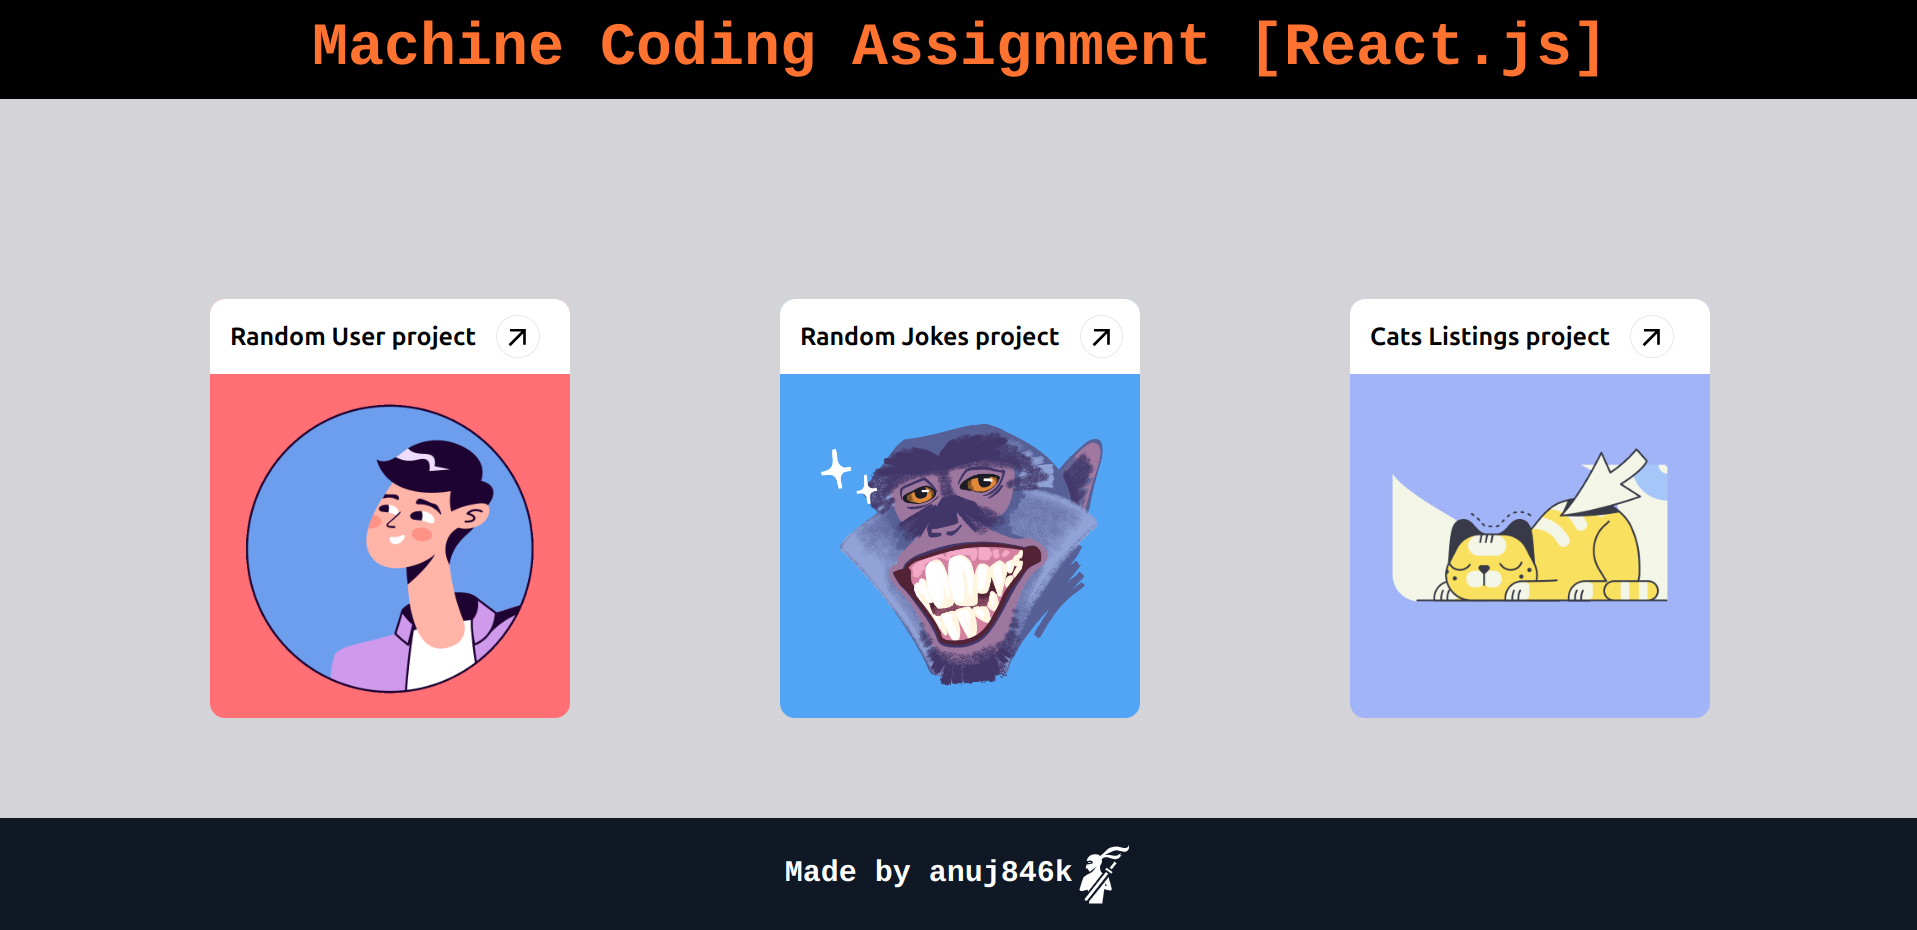 Machine Coding Assignment [React.js]
Random User project
Random Jokes project
Cats Listings project
Made by anuj846k